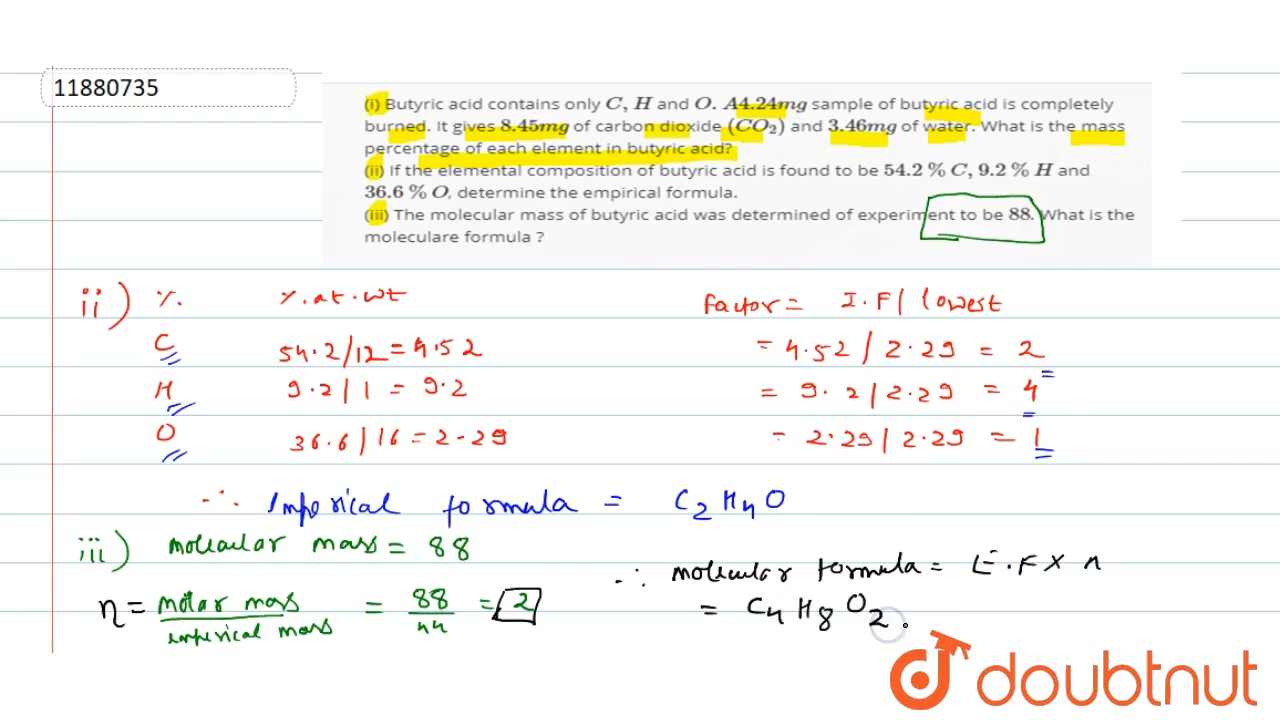 11880735
(i) Butyric acid contains only C, H and O. A4.24mg sample of butyric acid is completely
burned. It gives 8.45mg of carbon dioxide (CO₂) and 3.46mg of water. What is the mass
percentage of each element in butyric acid?
(ii) If the elemental composition of butyric acid is found to be 54.2 % C, 9.2 % H and
36.6 % O, determine the empirical formula.
(iii) The molecular mass of butyric acid was determined of experiment to be 88. What is the
moleculare formula ?
ii) %. %.at.wt factor = I.F/lowest
C 54.2/12 = 4.52 = 4.52/2.29 = 2
H 9.2/1 = 9.2 = 9.2/2.29 = 4
O 36.6/16 = 2.29 = 2.29/2.29 = 1
∴ Imperical formula = C₂H₄O
iii) molecular mass = 88
n = molar mass / emperical mass = 88/44 = 2
∴ molecular formula = E.F x n
= C₄H₈O₂.
doubtnut